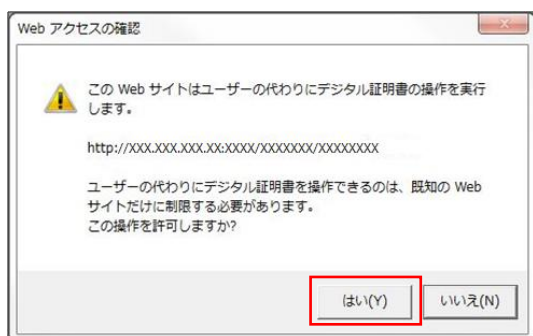 Web アクセスの確認
この Web サイトはユーザーの代わりにデジタル証明書の操作を実行
します。
http://XXX.XXX.XXX.XX:XXXX/XXXXXXX/XXXXXXXX
ユーザーの代わりにデジタル証明書を操作できるのは、既知の Web
サイトだけに制限する必要があります。
この操作を許可しますか?
はい(Y)
いいえ(N)